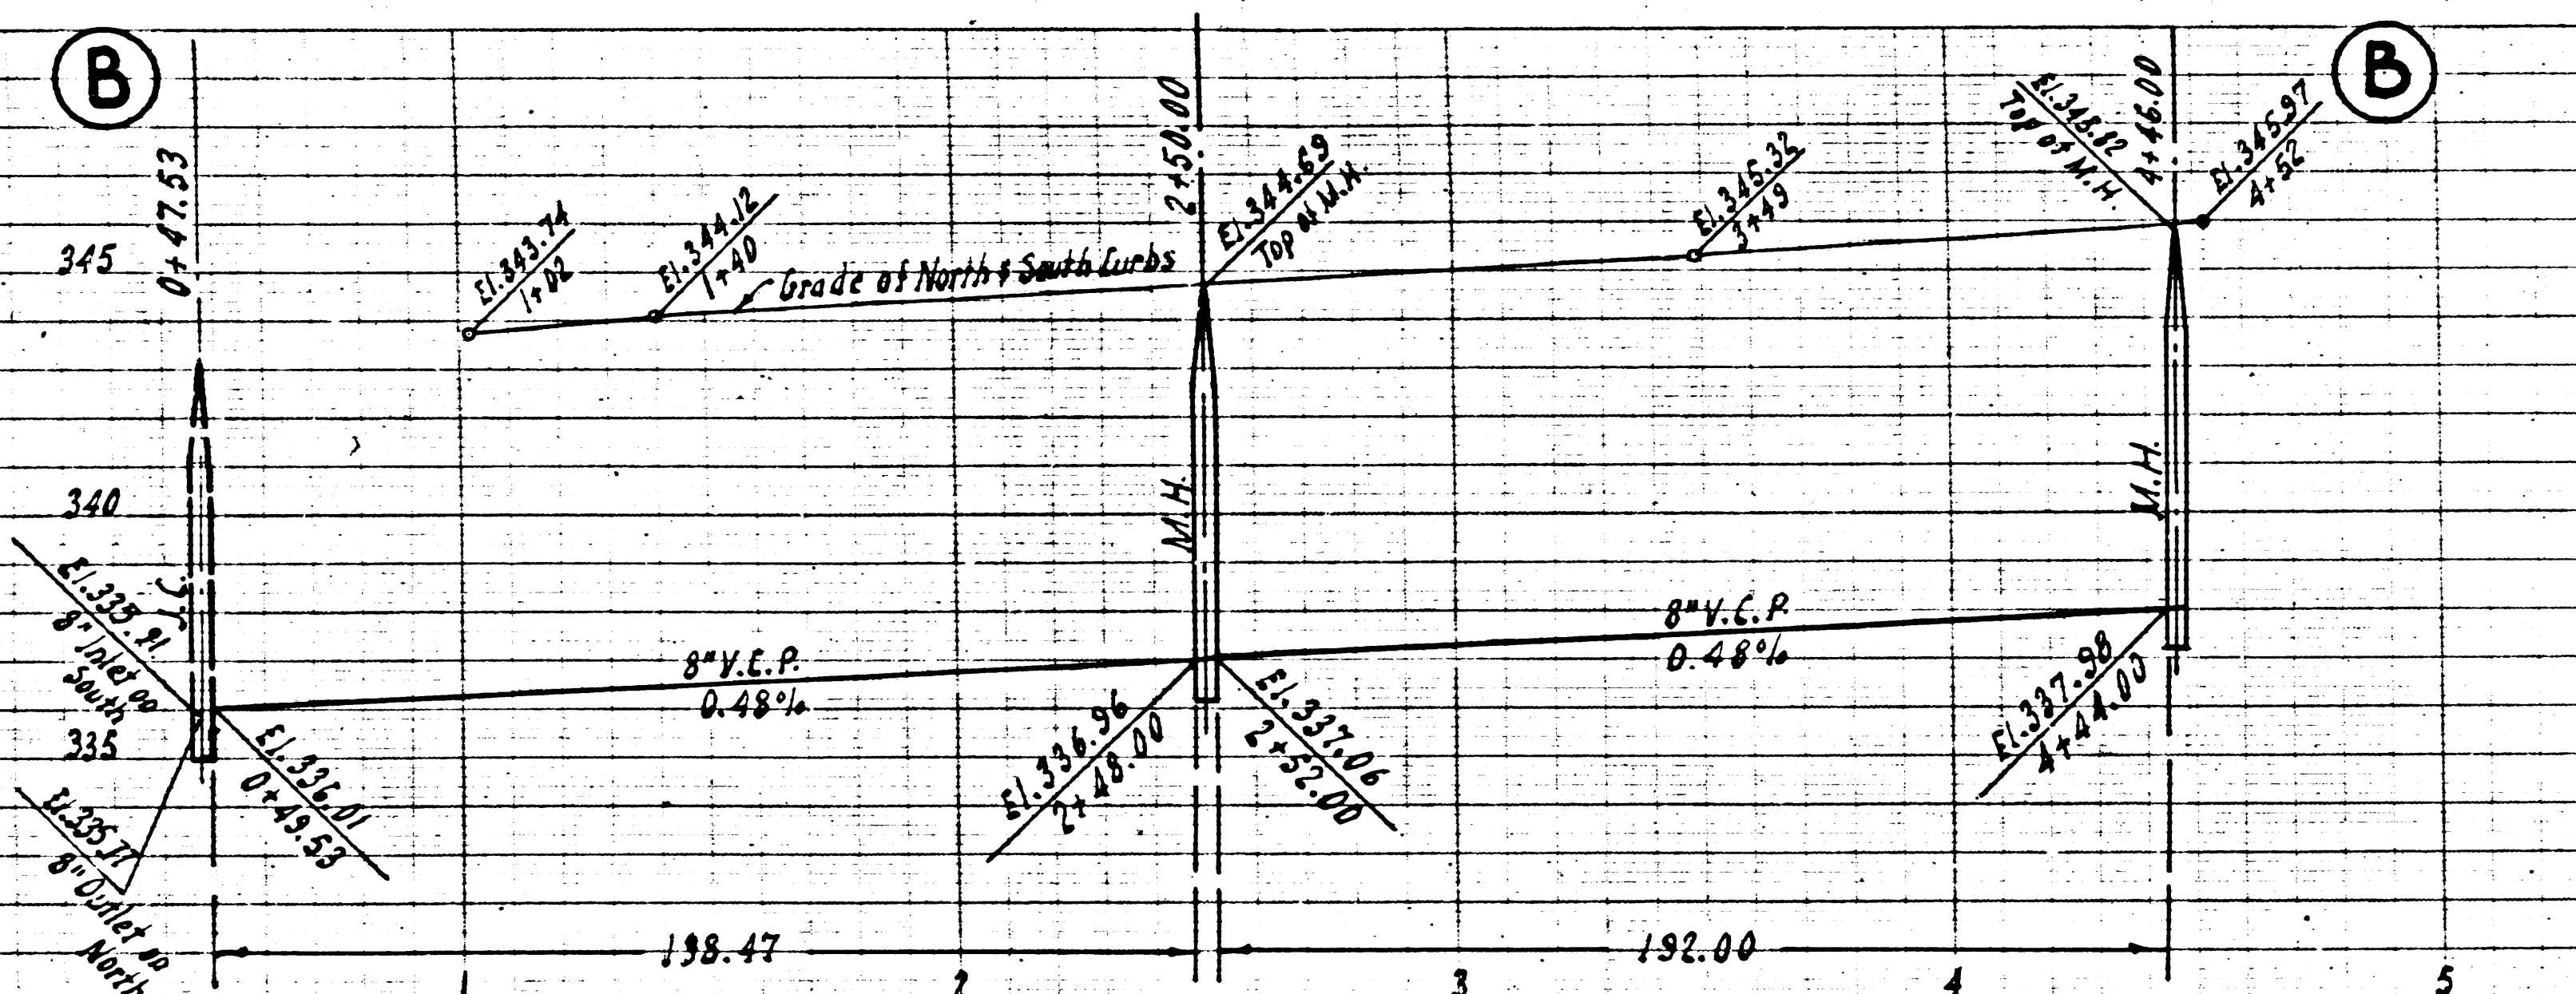 B
B
0+47.53
2+50.00
4+46.00
El.343.74
1+02
El.344.12
1+40
Grade of North & South Curbs
El.344.69
Top of M.H.
El.345.32
3+49
El.345.82
Top of M.H.
El.345.97
4+52
345
340
335
M.H.
M.H.
El.335.91
8" Inlet on
South
El.335.77
8" Outlet on
North
El.336.01
0+49.53
8" V.C.P.
0.48%
El.336.96
2+48.00
El.337.06
2+52.00
8" V.C.P.
0.48%
El.337.98
4+44.00
198.47
192.00
1
2
3
4
5